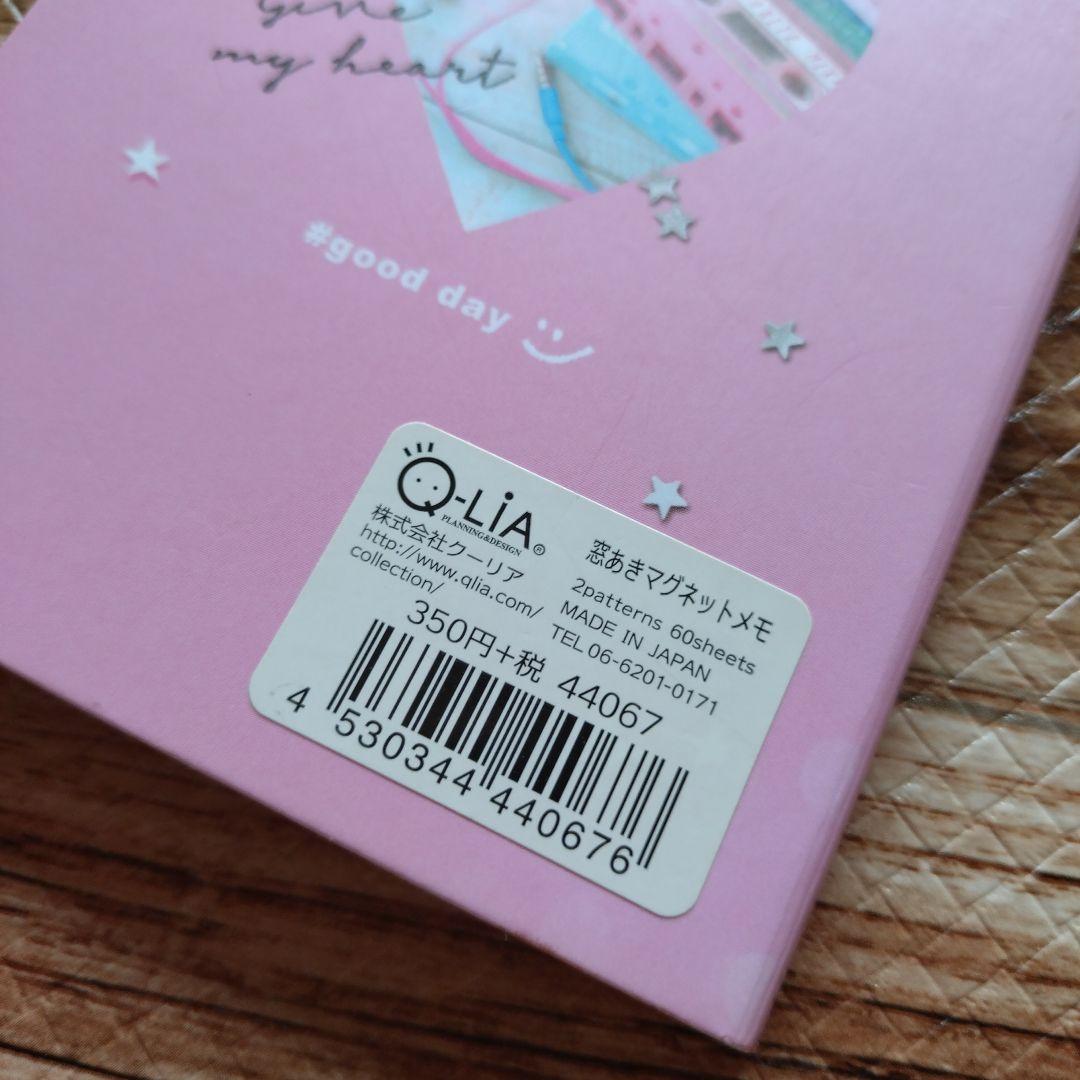 give
my heart
#good day
Q-LiA
PLANNING&DESIGN
®
株式会社クーリア
http://www.qlia.com/
collection/
窓あきマグネットメモ
2patterns 60sheets
MADE IN JAPAN
TEL 06-6201-0171
350円+税 44067
4 530344 440676